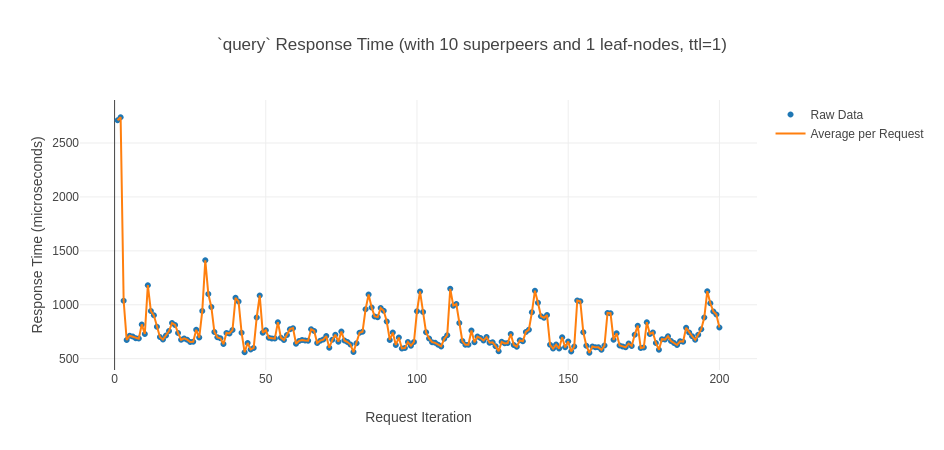 `query` Response Time (with 10 superpeers and 1 leaf-nodes, ttl=1)
Raw Data
Average per Request
Response Time (microseconds)
2500
2000
1500
1000
500
0
50
100
150
200
Request Iteration